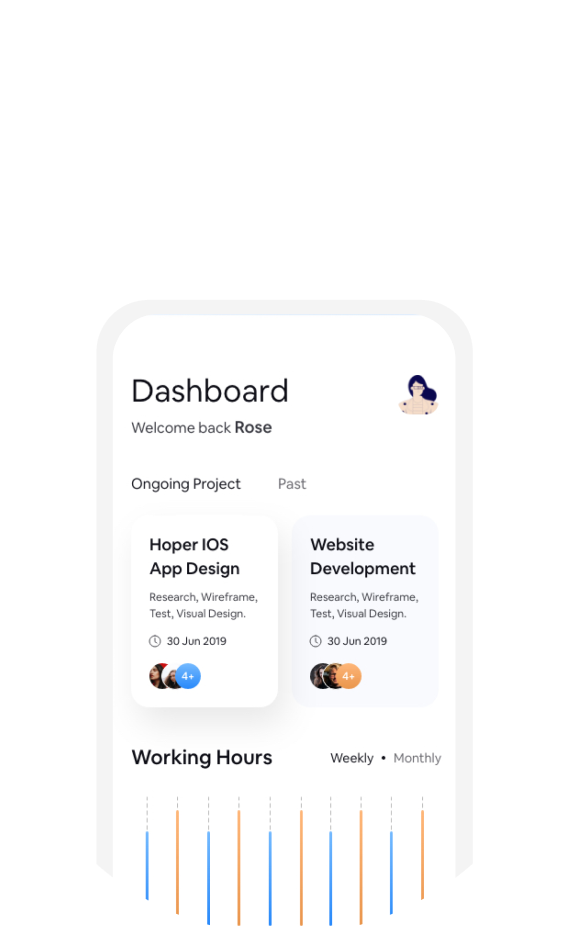 Dashboard
Welcome back Rose
Ongoing Project Past
Hoper IOS
App Design
Research, Wireframe,
Test, Visual Design.
30 Jun 2019
4+
Website
Development
Research, Wireframe,
Test, Visual Design.
30 Jun 2019
4+
Working Hours
Weekly • Monthly